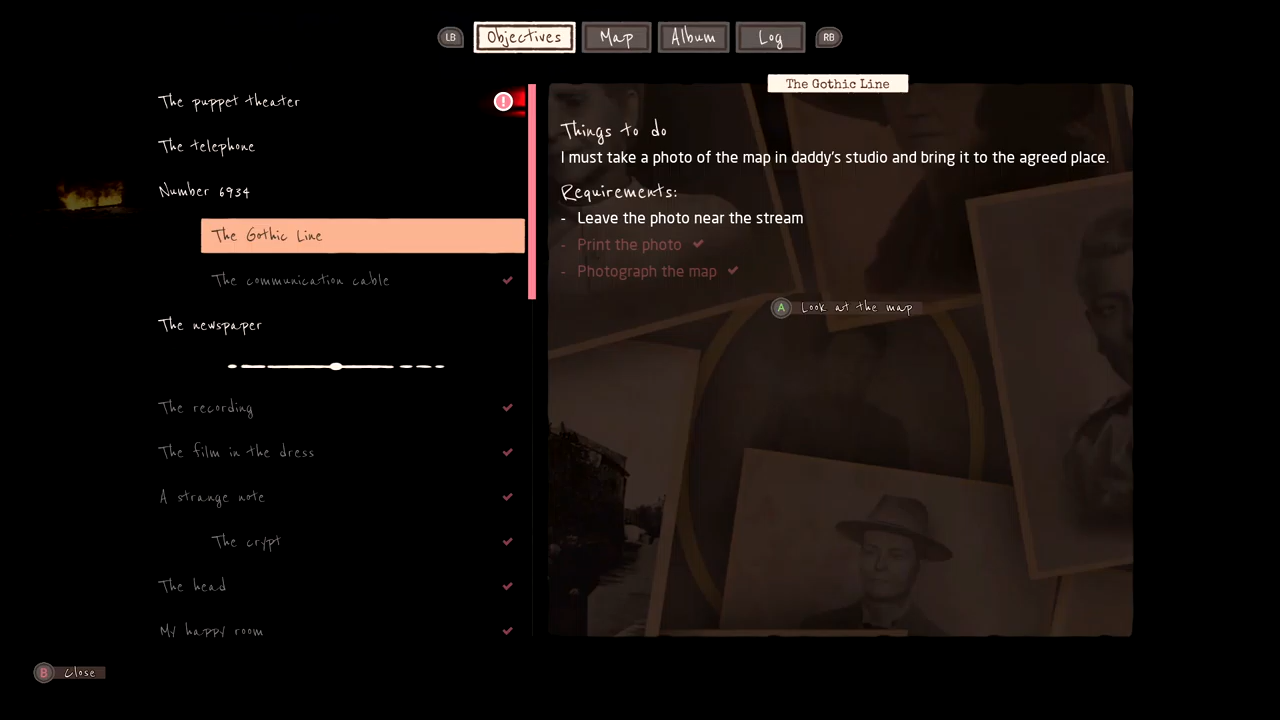 LB Objectives Map Album Log RB
The Gothic Line
The puppet theater !
The telephone
Number 6934
The Gothic Line
The communication cable
The newspaper
The recording
The film in the dress
A strange note
The crypt
The head
My happy room
Things to do
I must take a photo of the map in daddy's studio and bring it to the agreed place.
Requirements:
- Leave the photo near the stream
- Print the photo
- Photograph the map
A Look at the map
B Close